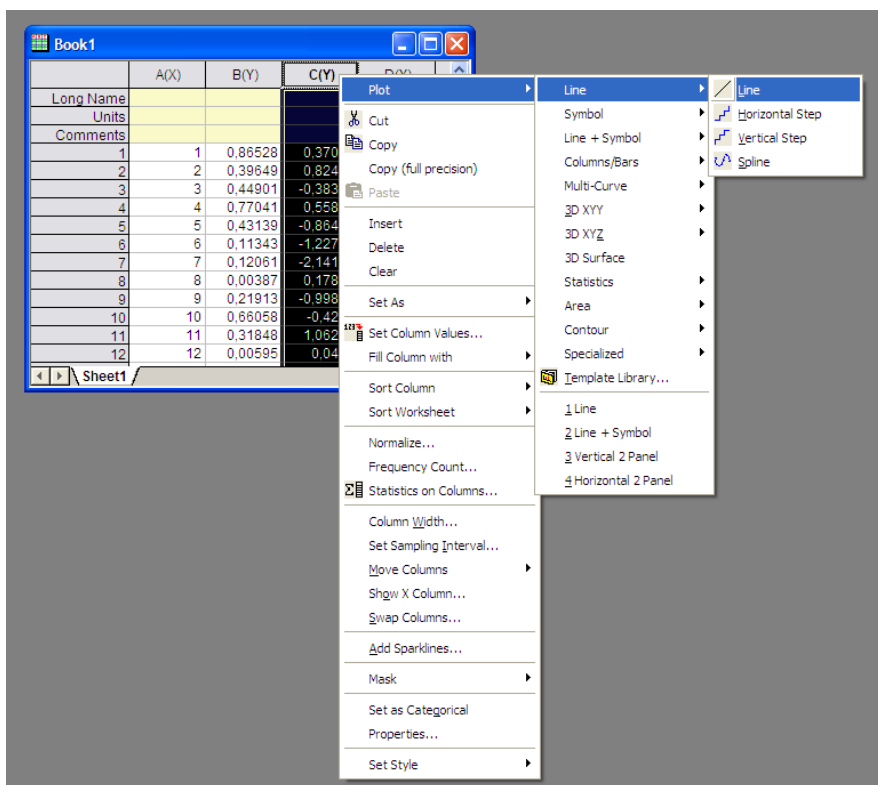 Book1
A(X) B(Y) C(Y)
Long Name
Units
Comments
1 1 0,86528 0,370
2 2 0,39649 0,824
3 3 0,44901 -0,383
4 4 0,77041 0,558
5 5 0,43139 -0,864
6 6 0,11343 -1,227
7 7 0,12061 -2,141
8 8 0,00387 0,178
9 9 0,21913 -0,998
10 10 0,66058 -0,42
11 11 0,31848 1,062
12 12 0,00595 0,04
Sheet1
Plot
Cut
Copy
Copy (full precision)
Paste
Insert
Delete
Clear
Set As
Set Column Values...
Fill Column with
Sort Column
Sort Worksheet
Normalize...
Frequency Count...
Statistics on Columns...
Column Width...
Set Sampling Interval...
Move Columns
Show X Column...
Swap Columns...
Add Sparklines...
Mask
Set as Categorical
Properties...
Set Style
Line
Symbol
Line + Symbol
Columns/Bars
Multi-Curve
3D XYY
3D XYZ
3D Surface
Statistics
Area
Contour
Specialized
Template Library...
1 Line
2 Line + Symbol
3 Vertical 2 Panel
4 Horizontal 2 Panel
Line
Horizontal Step
Vertical Step
Spline